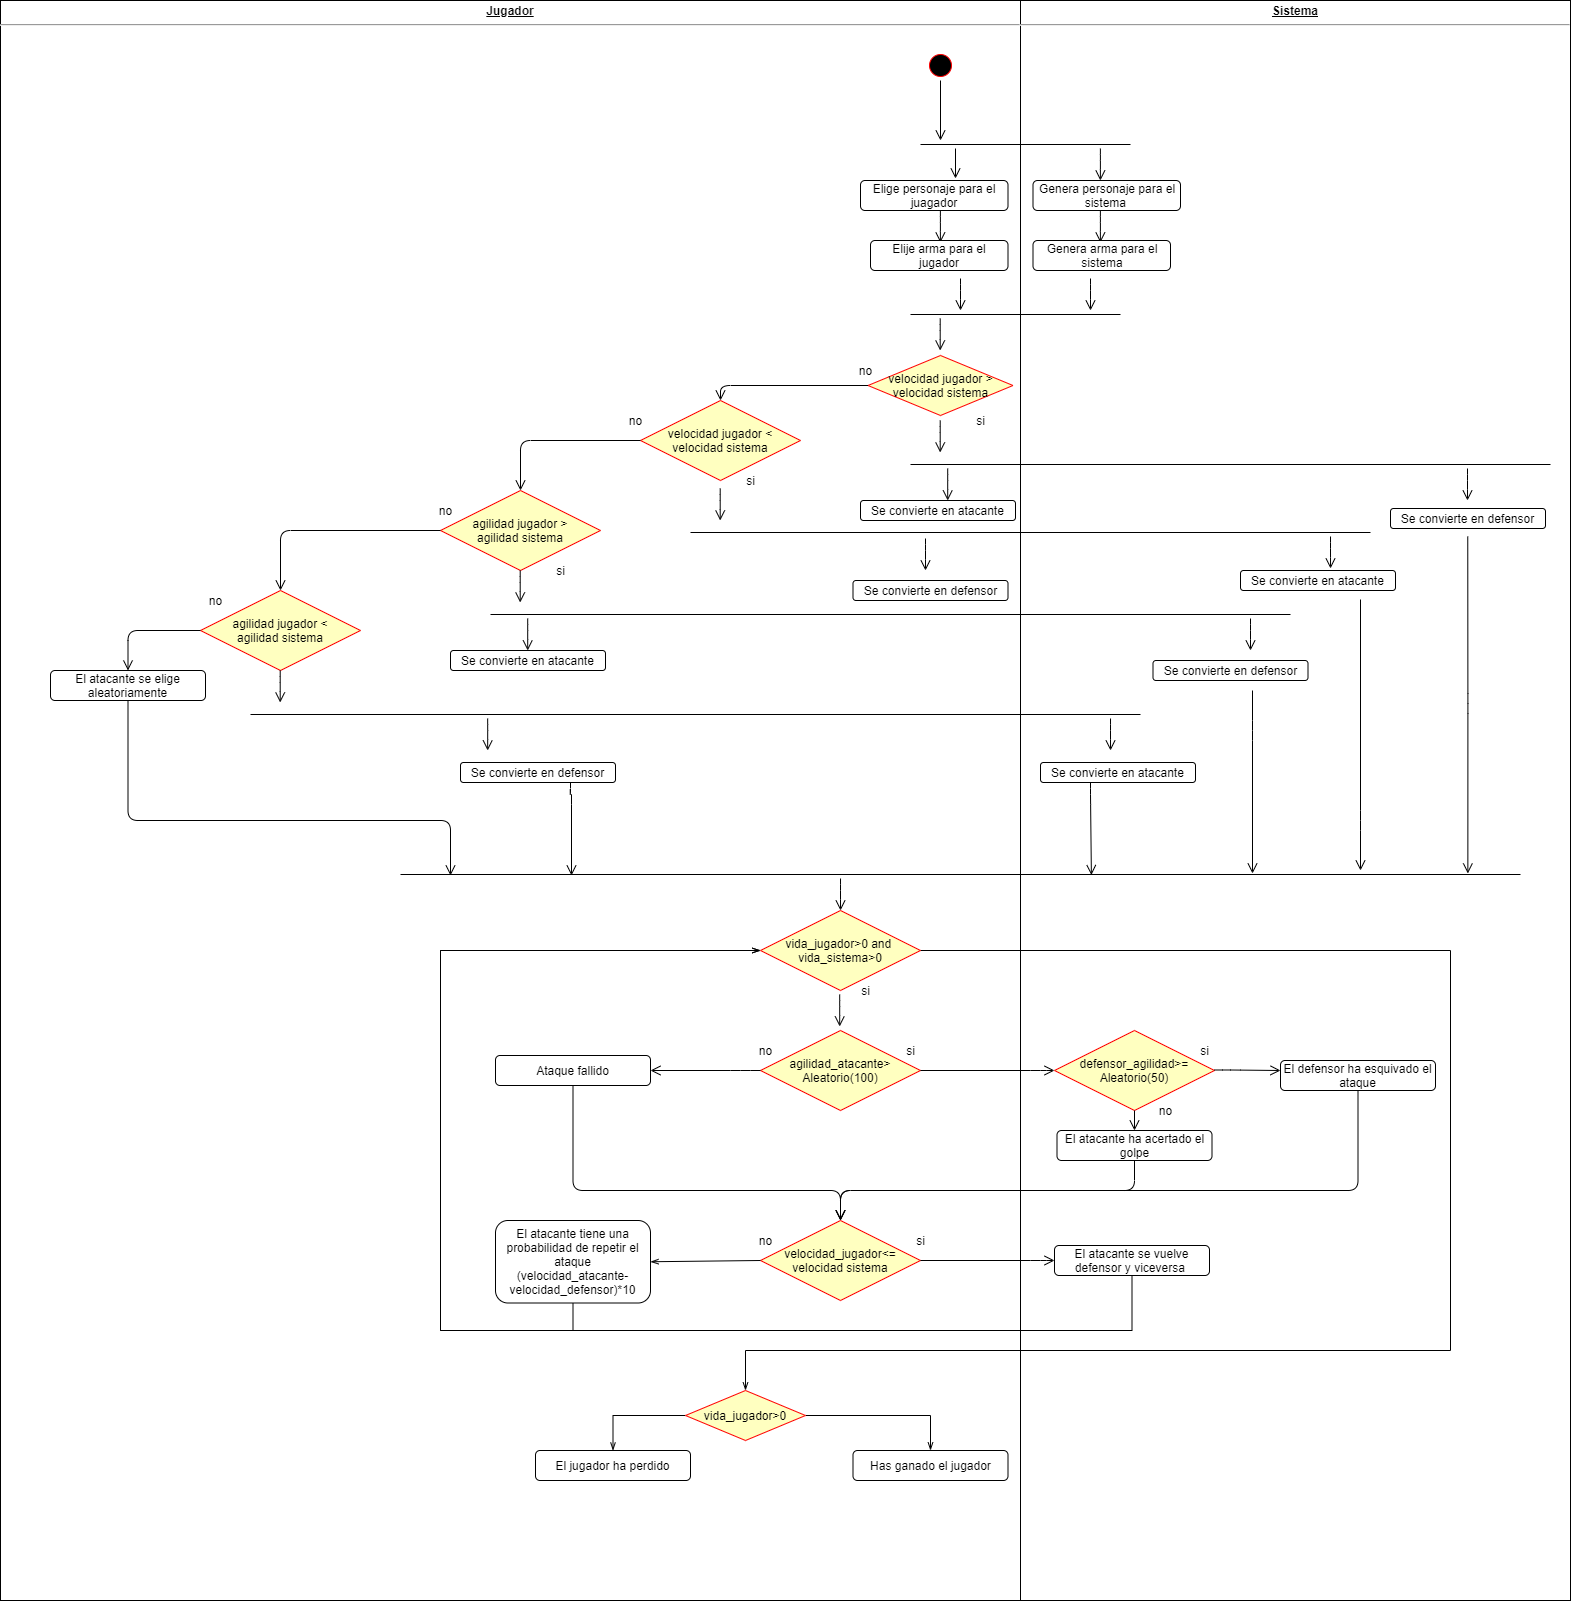 Jugador
Sistema
Elige personaje para el
juagador
Genera personaje para el
sistema
Elije arma para el
jugador
Genera arma para el
sistema
velocidad jugador >
velocidad sistema
no
si
velocidad jugador <
velocidad sistema
no
si
Se convierte en atacante
Se convierte en defensor
agilidad jugador >
agilidad sistema
no
si
Se convierte en defensor
Se convierte en atacante
agilidad jugador <
agilidad sistema
no
Se convierte en atacante
Se convierte en defensor
El atacante se elige
aleatoriamente
Se convierte en defensor
Se convierte en atacante
vida_jugador>0 and
vida_sistema>0
si
no
agilidad_atacante>
Aleatorio(100)
si
Ataque fallido
defensor_agilidad>=
Aleatorio(50)
si
El defensor ha esquivado el
ataque
no
El atacante ha acertado el
golpe
no
velocidad_jugador<=
velocidad sistema
si
El atacante tiene una
probabilidad de repetir el
ataque
(velocidad_atacante-
velocidad_defensor)*10
El atacante se vuelve
defensor y viceversa
vida_jugador>0
El jugador ha perdido
Has ganado el jugador